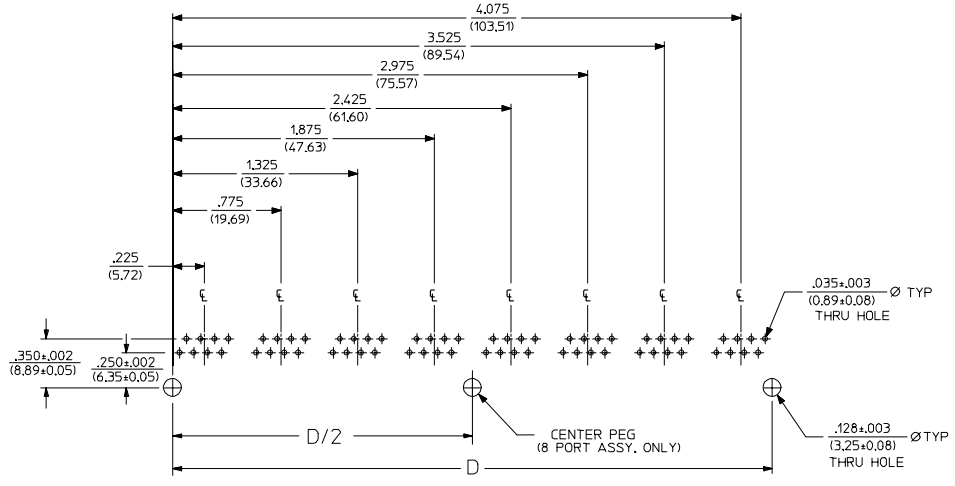 4.075
(103.51)
3.525
(89.54)
2.975
(75.57)
2.425
(61.60)
1.875
(47.63)
1.325
(33.66)
.775
(19.69)
.225
(5.72)
℄ ℄ ℄ ℄ ℄ ℄ ℄ ℄
.035±.003
(0.89±0.08) Ø TYP
THRU HOLE
.350±.002
(8.89±0.05)
.250±.002
(6.35±0.05)
D/2
CENTER PEG
(8 PORT ASSY. ONLY)
.128±.003
(3.25±0.08) Ø TYP
THRU HOLE
D